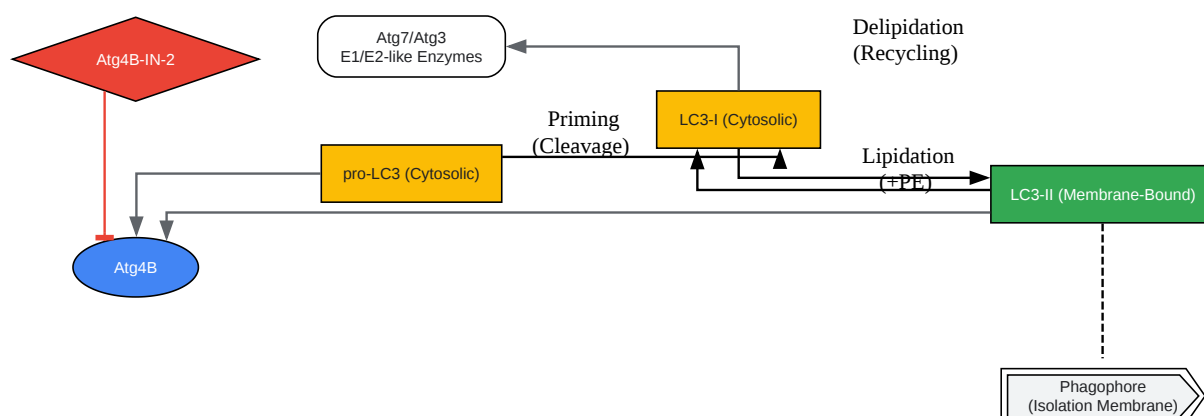 Delipidation
(Recycling)
Atg7/Atg3
E1/E2-like Enzymes
Atg4B-IN-2
Priming
(Cleavage)
LC3-I (Cytosolic)
Lipidation
(+PE)
pro-LC3 (Cytosolic)
LC3-II (Membrane-Bound)
Atg4B
Phagophore
(Isolation Membrane)